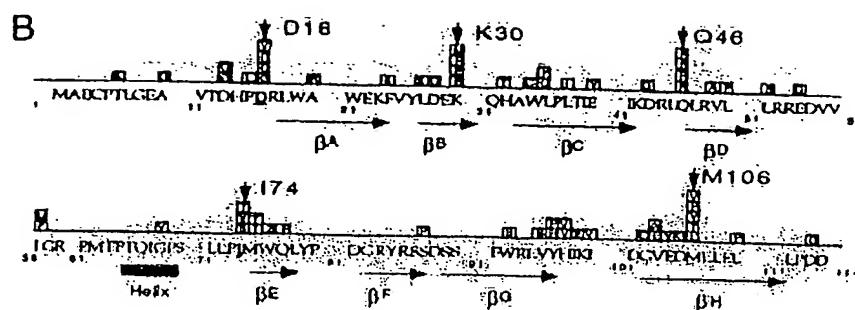 B
D16 K30 Q46
MAECPTLGEA VTDHPDRLWA WEKFVYLDEK QHAWLPLTIE IKDRLQLRVL LRREDVV
βA βB βC βD
I74 M106
LGR PMTPTQIGPS LLPIMWQLYP DGRYRSSDSS FWRLVYHIKI DGVEDMLLEL LPDD
Helix βE βF βG βH